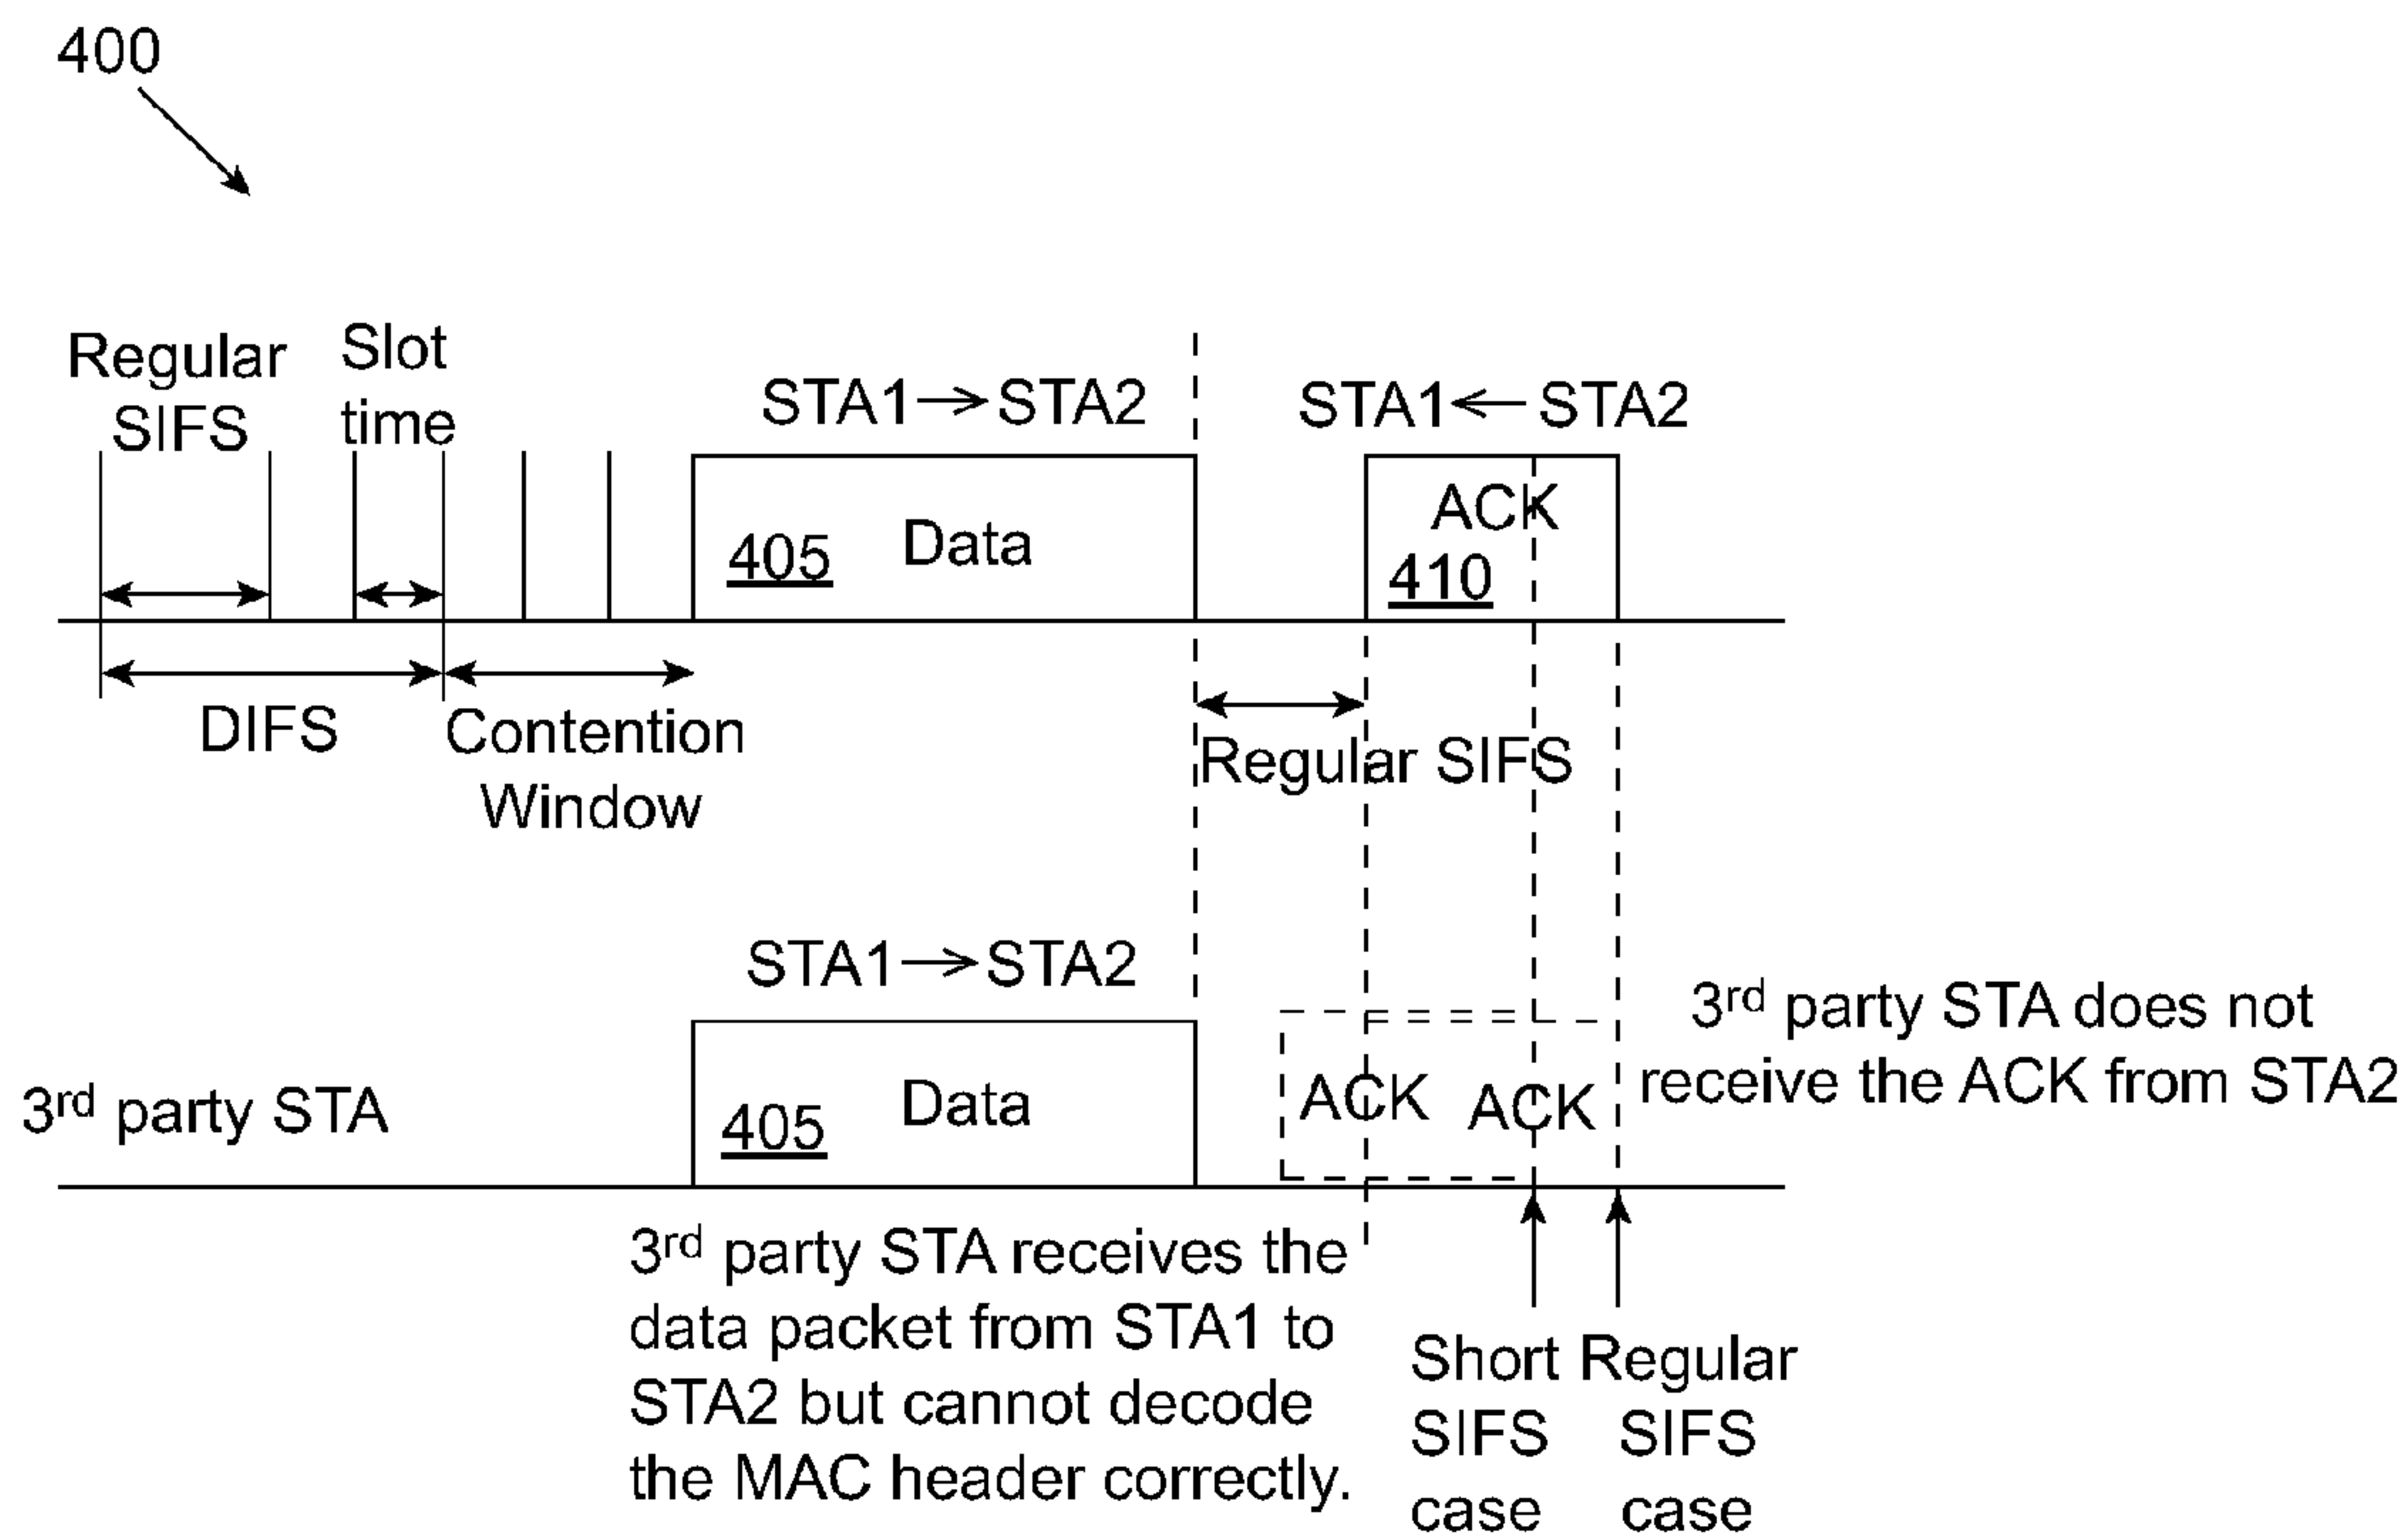 400
Regular
SIFS
Slot
time
STA1 → STA2
STA1 ← STA2
405
Data
ACK
410
DIFS
Contention
Window
Regular SIFS
STA1 → STA2
3rd party STA
405
Data
ACK
ACK
3rd party STA does not
receive the ACK from STA2
3rd party STA receives the
data packet from STA1 to
STA2 but cannot decode
the MAC header correctly.
Short
SIFS
case
Regular
SIFS
case